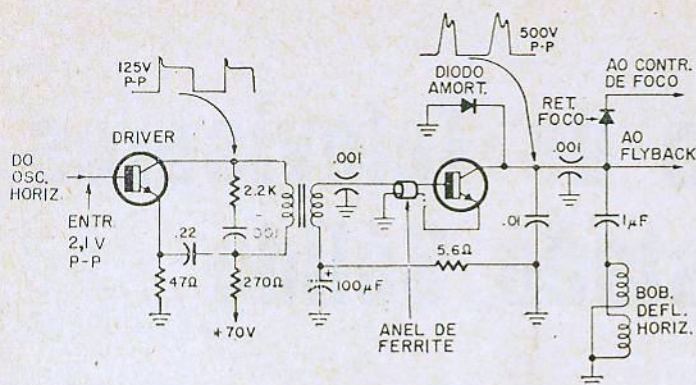 125V
P-P
500V
P-P
DIODO
AMORT.
AO CONTR.
DE FOCO
RET.
FOCO
AO
FLYBACK
DRIVER
DO
OSC.
HORIZ.
ENTR.
2,1 V
P-P
2.2K
.001
.001
.001
.22
47Ω
270Ω
+70V
+
100µF
5.6Ω
.01
1µF
ANEL DE
FERRITE
BOB.
DEFL.
HORIZ.